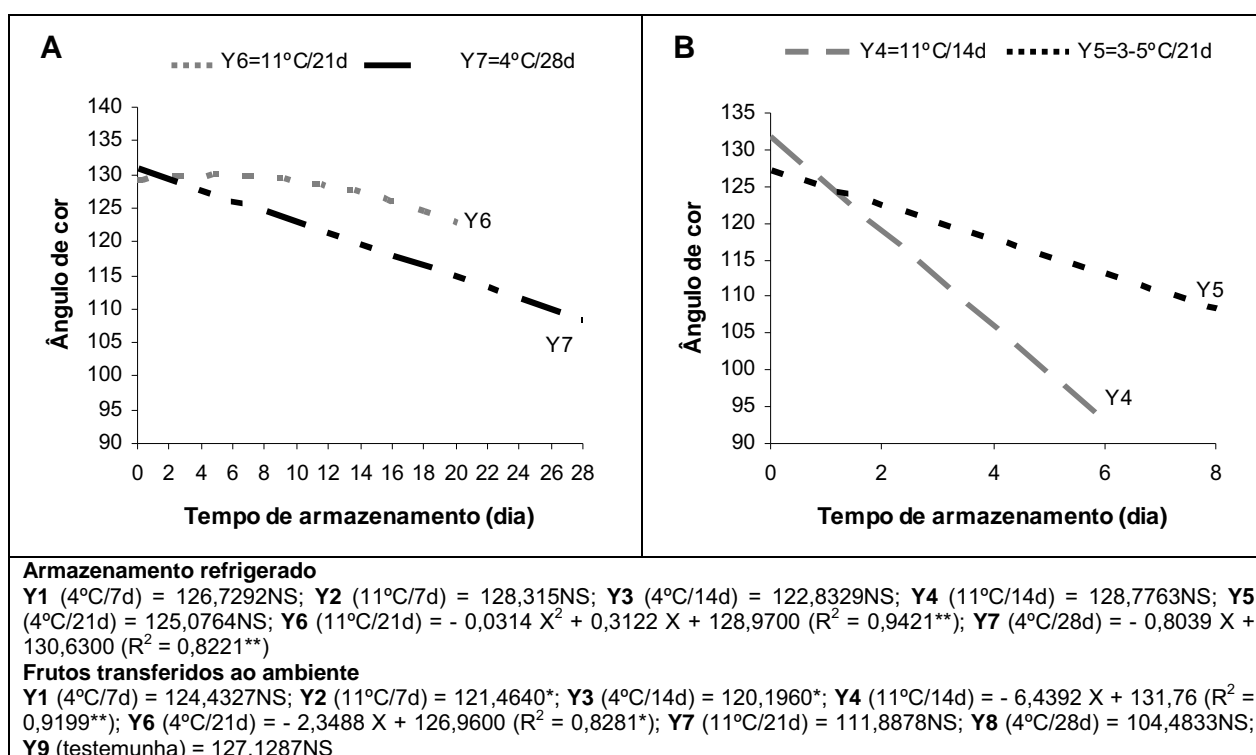 A
Y6=11ºC/21d
Y7=4ºC/28d
140
135
130
125
120
115
110
105
100
95
90
Ângulo de cor
Y6
Y7
0 2 4 6 8 10 12 14 16 18 20 22 24 26 28
Tempo de armazenamento (dia)
B
Y4=11ºC/14d
Y5=3-5ºC/21d
135
130
125
120
115
110
105
100
95
90
Ângulo de cor
Y5
Y4
0 2 4 6 8
Tempo de armazenamento (dia)
Armazenamento refrigerado
Y1 (4ºC/7d) = 126,7292NS; Y2 (11ºC/7d) = 128,315NS; Y3 (4ºC/14d) = 122,8329NS; Y4 (11ºC/14d) = 128,7763NS; Y5
(4ºC/21d) = 125,0764NS; Y6 (11ºC/21d) = - 0,0314 X² + 0,3122 X + 128,9700 (R² = 0,9421**); Y7 (4ºC/28d) = - 0,8039 X +
130,6300 (R² = 0,8221**)
Frutos transferidos ao ambiente
Y1 (4ºC/7d) = 124,4327NS; Y2 (11ºC/7d) = 121,4640*; Y3 (4ºC/14d) = 120,1960*; Y4 (11ºC/14d) = - 6,4392 X + 131,76 (R² =
0,9199**); Y6 (4ºC/21d) = - 2,3488 X + 126,9600 (R² = 0,8281*); Y7 (11ºC/21d) = 111,8878NS; Y8 (4ºC/28d) = 104,4833NS;
Y9 (testemunha) = 127,1287NS